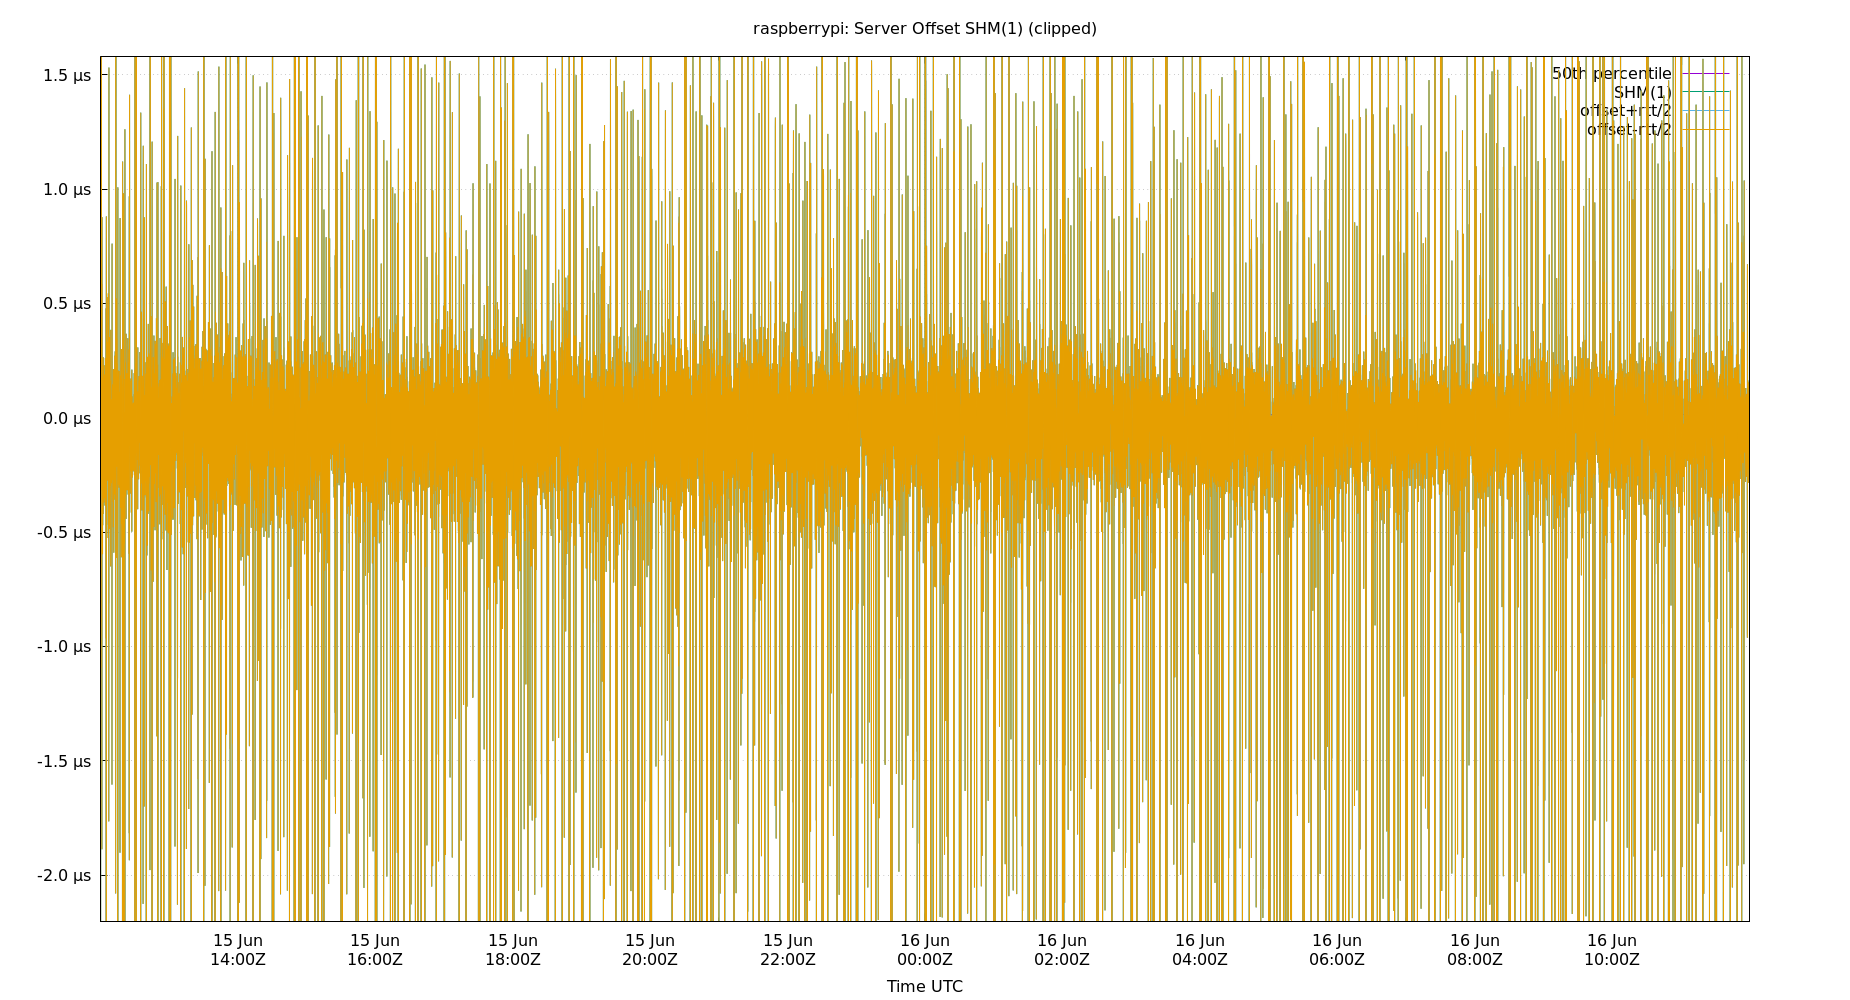 raspberrypi: Server Offset SHM(1) (clipped)
1.5 µs
1.0 µs
0.5 µs
0.0 µs
-0.5 µs
-1.0 µs
-1.5 µs
-2.0 µs
50th percentile
SHM(1)
offset+rtt/2
offset-rtt/2
15 Jun 15 Jun 15 Jun 15 Jun 15 Jun 16 Jun 16 Jun 16 Jun 16 Jun 16 Jun 16 Jun
14:00Z 16:00Z 18:00Z 20:00Z 22:00Z 00:00Z 02:00Z 04:00Z 06:00Z 08:00Z 10:00Z
Time UTC